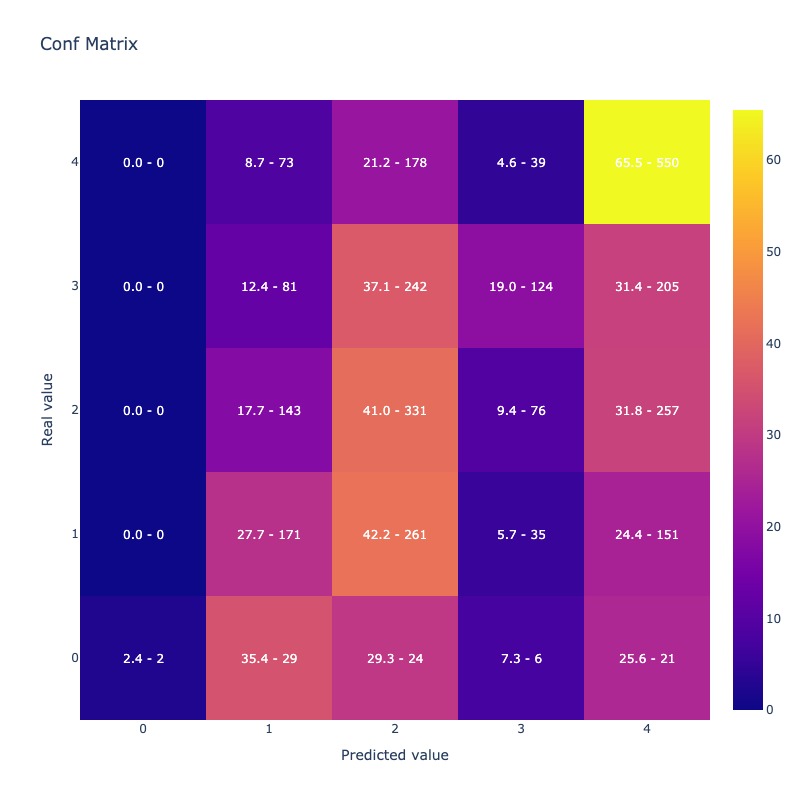 Conf Matrix
4
0.0 - 0
8.7 - 73
21.2 - 178
4.6 - 39
65.5 - 550
3
0.0 - 0
12.4 - 81
37.1 - 242
19.0 - 124
31.4 - 205
2
0.0 - 0
17.7 - 143
41.0 - 331
9.4 - 76
31.8 - 257
1
0.0 - 0
27.7 - 171
42.2 - 261
5.7 - 35
24.4 - 151
0
2.4 - 2
35.4 - 29
29.3 - 24
7.3 - 6
25.6 - 21
0
1
2
3
4
Predicted value
Real value
60
50
40
30
20
10
0